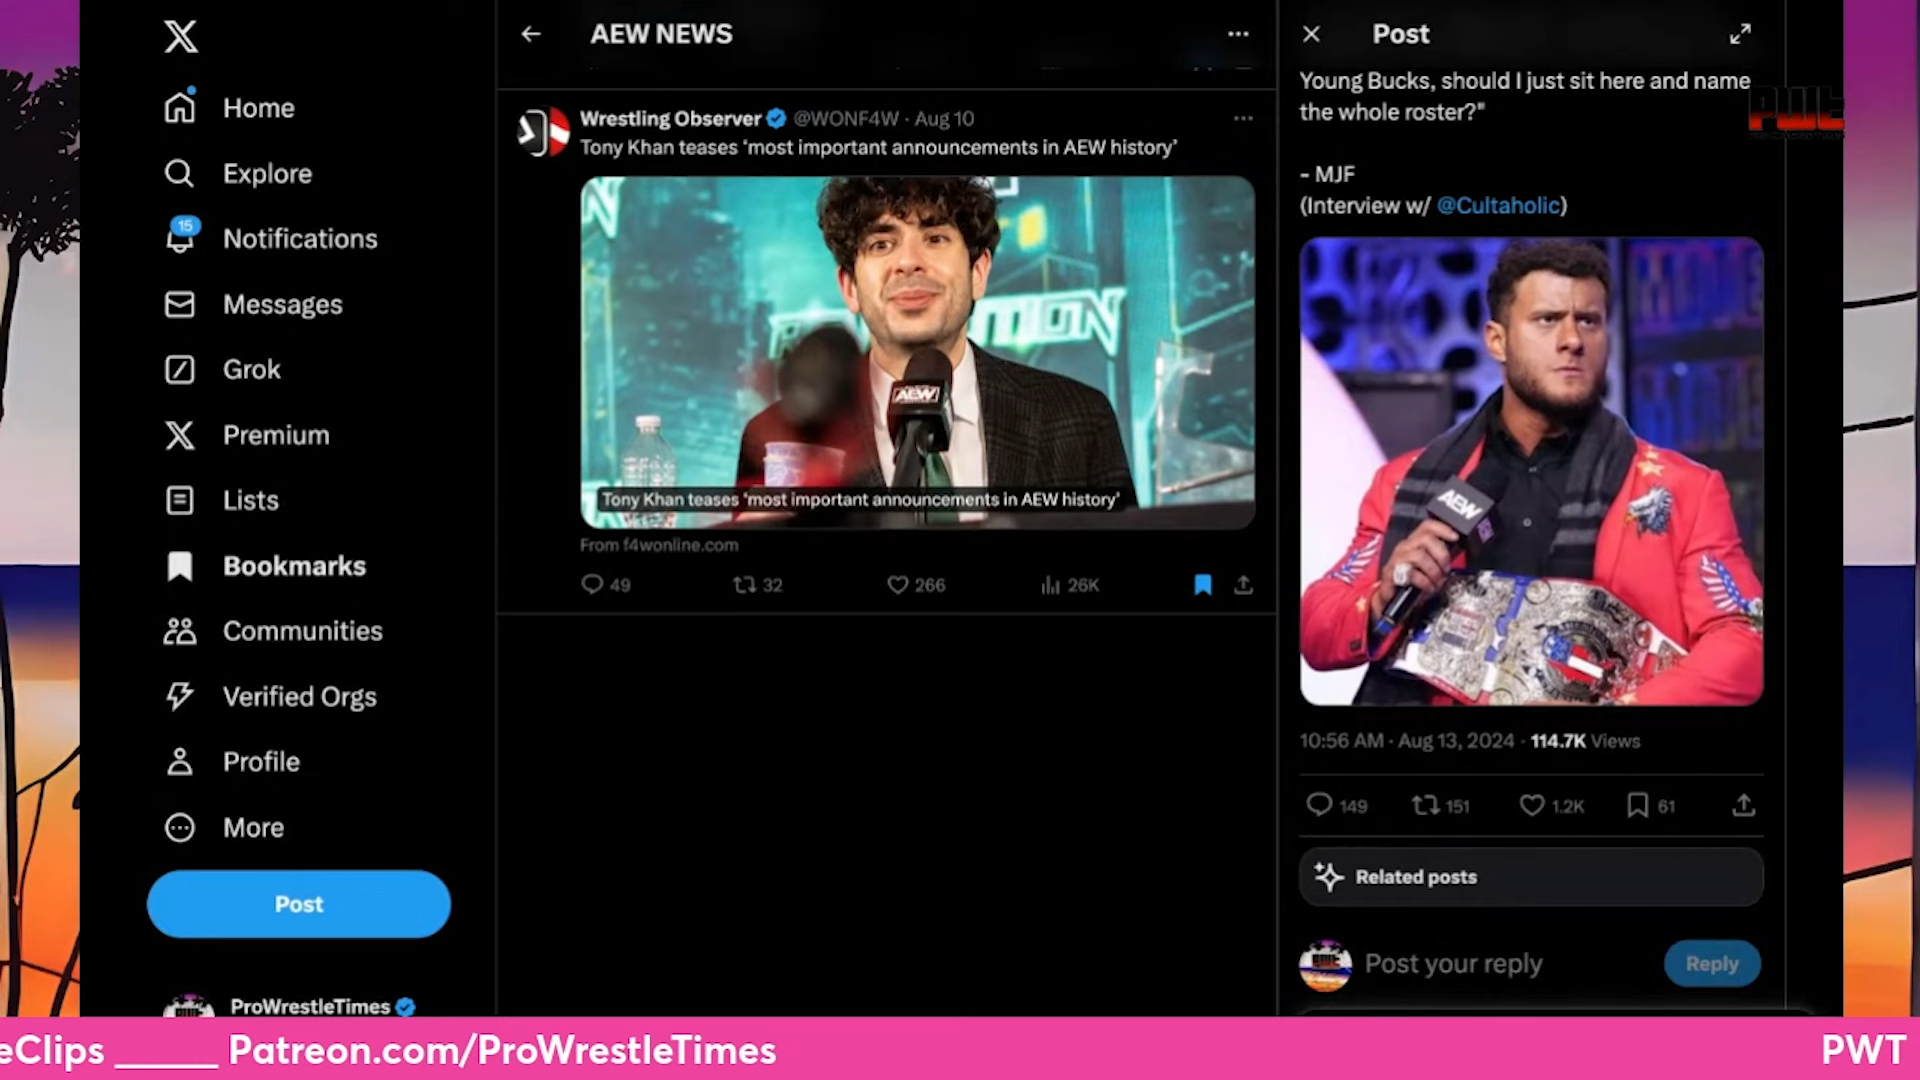 Home
Explore
15
Notifications
Messages
Grok
Premium
Lists
Bookmarks
Communities
Verified Orgs
Profile
More
Post
ProWrestleTimes
AEW NEWS
Wrestling Observer @WONF4W · Aug 10
Tony Khan teases ‘most important announcements in AEW history’
AEW
Tony Khan teases ‘most important announcements in AEW history’
From f4wonline.com
49
32
266
26K
Post
Young Bucks, should I just sit here and name
the whole roster?"
- MJF
(Interview w/ @Cultaholic)
AEW
10:56 AM · Aug 13, 2024 · 114.7K Views
149
151
1.2K
61
Related posts
Post your reply
Reply
PWT
eClips _____ Patreon.com/ProWrestleTimes
PWT